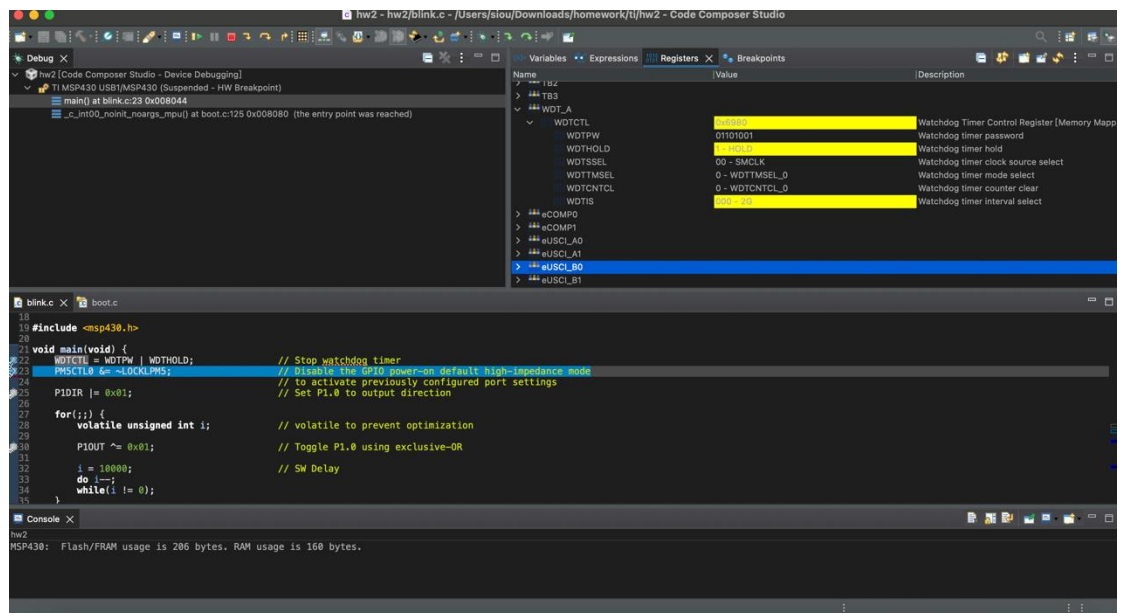 hw2 - hw2/blink.c - /Users/siou/Downloads/homework/ti/hw2 - Code Composer Studio
Debug
hw2 [Code Composer Studio - Device Debugging]
TI MSP430 USB1/MSP430 (Suspended - HW Breakpoint)
main() at blink.c:23 0x008044
_c_int00_noinit_noargs_mpu() at boot.c:125 0x008080 (the entry point was reached)
Variables Expressions Registers Breakpoints
Name Value Description
TB2
TB3
WDT_A
WDTCTL 0x6980 Watchdog Timer Control Register [Memory Mapp
WDTPW 01101001 Watchdog timer password
WDTHOLD 1 - HOLD Watchdog timer hold
WDTSSEL 00 - SMCLK Watchdog timer clock source select
WDTTMSEL 0 - WDTTMSEL_0 Watchdog timer mode select
WDTCNTCL 0 - WDTCNTCL_0 Watchdog timer counter clear
WDTIS 000 - 2G Watchdog timer interval select
eCOMP0
eCOMP1
eUSCI_A0
eUSCI_A1
eUSCI_B0
eUSCI_B1
blink.c boot.c
18
19 #include <msp430.h>
20
21 void main(void) {
22 WDTCTL = WDTPW | WDTHOLD; // Stop watchdog timer
23 PM5CTL0 &= ~LOCKLPM5; // Disable the GPIO power-on default high-impedance mode
24 // to activate previously configured port settings
25 P1DIR |= 0x01; // Set P1.0 to output direction
26
27 for(;;) {
28 volatile unsigned int i; // volatile to prevent optimization
29
30 P1OUT ^= 0x01; // Toggle P1.0 using exclusive-OR
31
32 i = 10000; // SW Delay
33 do i--;
34 while(i != 0);
35 }
Console
hw2
MSP430: Flash/FRAM usage is 206 bytes. RAM usage is 160 bytes.